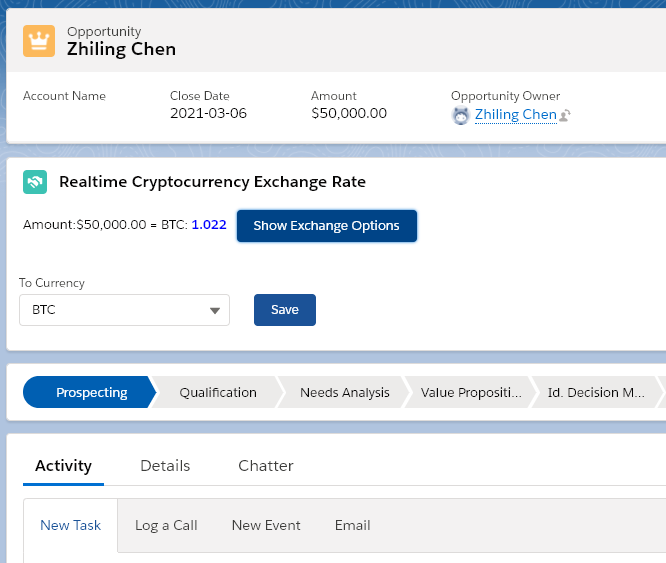 Opportunity
Zhiling Chen
Account Name Close Date Amount Opportunity Owner
2021-03-06 $50,000.00 Zhiling Chen
Realtime Cryptocurrency Exchange Rate
Amount:$50,000.00 = BTC: 1.022 Show Exchange Options
To Currency
BTC Save
Prospecting Qualification Needs Analysis Value Propositi... Id. Decision M...
Activity Details Chatter
New Task Log a Call New Event Email